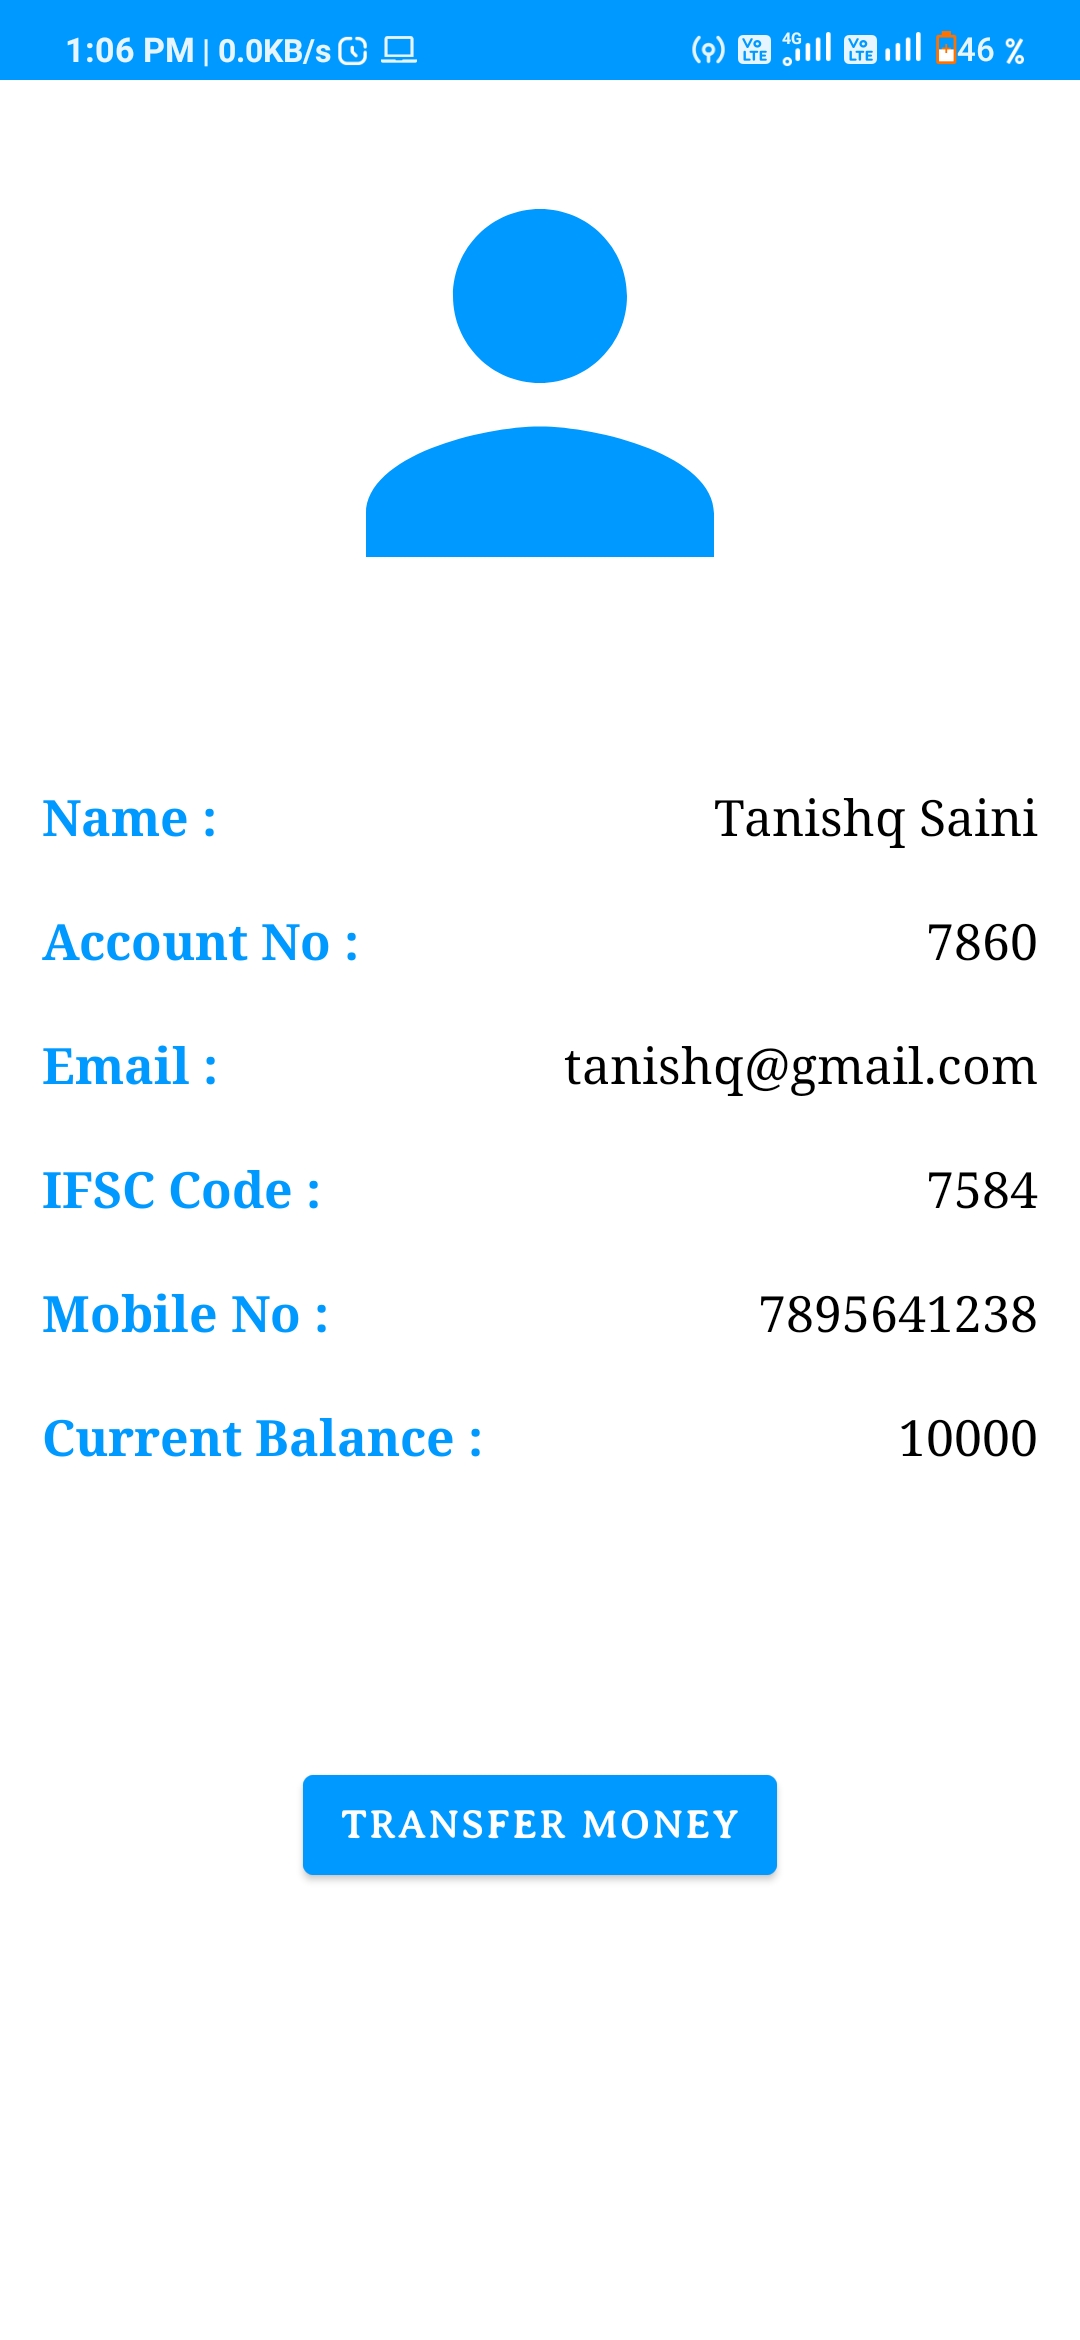 1:06 PM | 0.0KB/s Vo LTE 4G Vo LTE 46 %
Name : Tanishq Saini
Account No : 7860
Email : tanishq@gmail.com
IFSC Code : 7584
Mobile No : 7895641238
Current Balance : 10000
TRANSFER MONEY